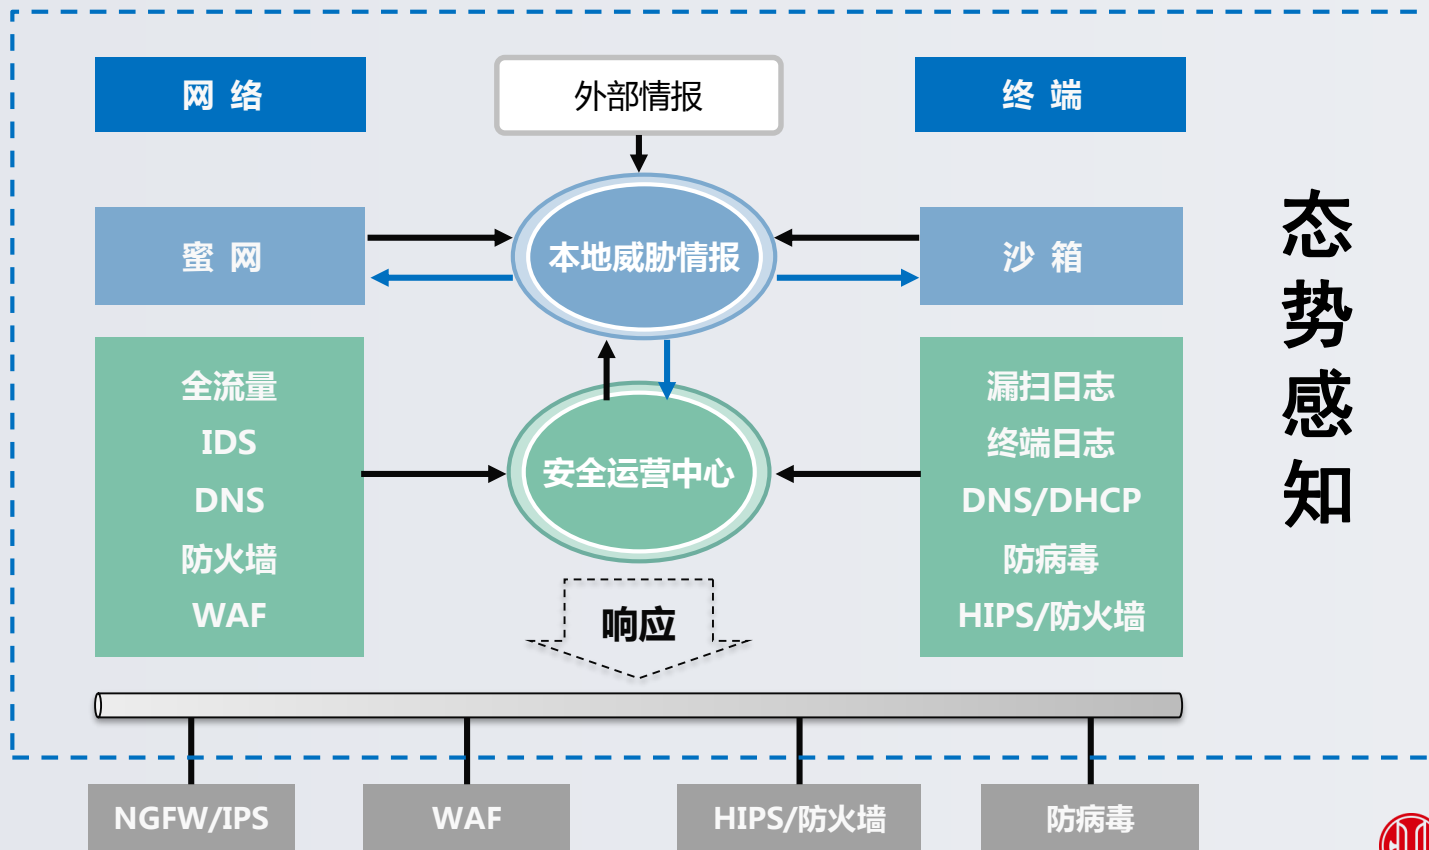 网 络
外部情报
终 端
蜜 网
本地威胁情报
沙 箱
全流量
IDS
DNS
防火墙
WAF
安全运营中心
漏扫日志
终端日志
DNS/DHCP
防病毒
HIPS/防火墙
态势感知
响应
NGFW/IPS
WAF
HIPS/防火墙
防病毒